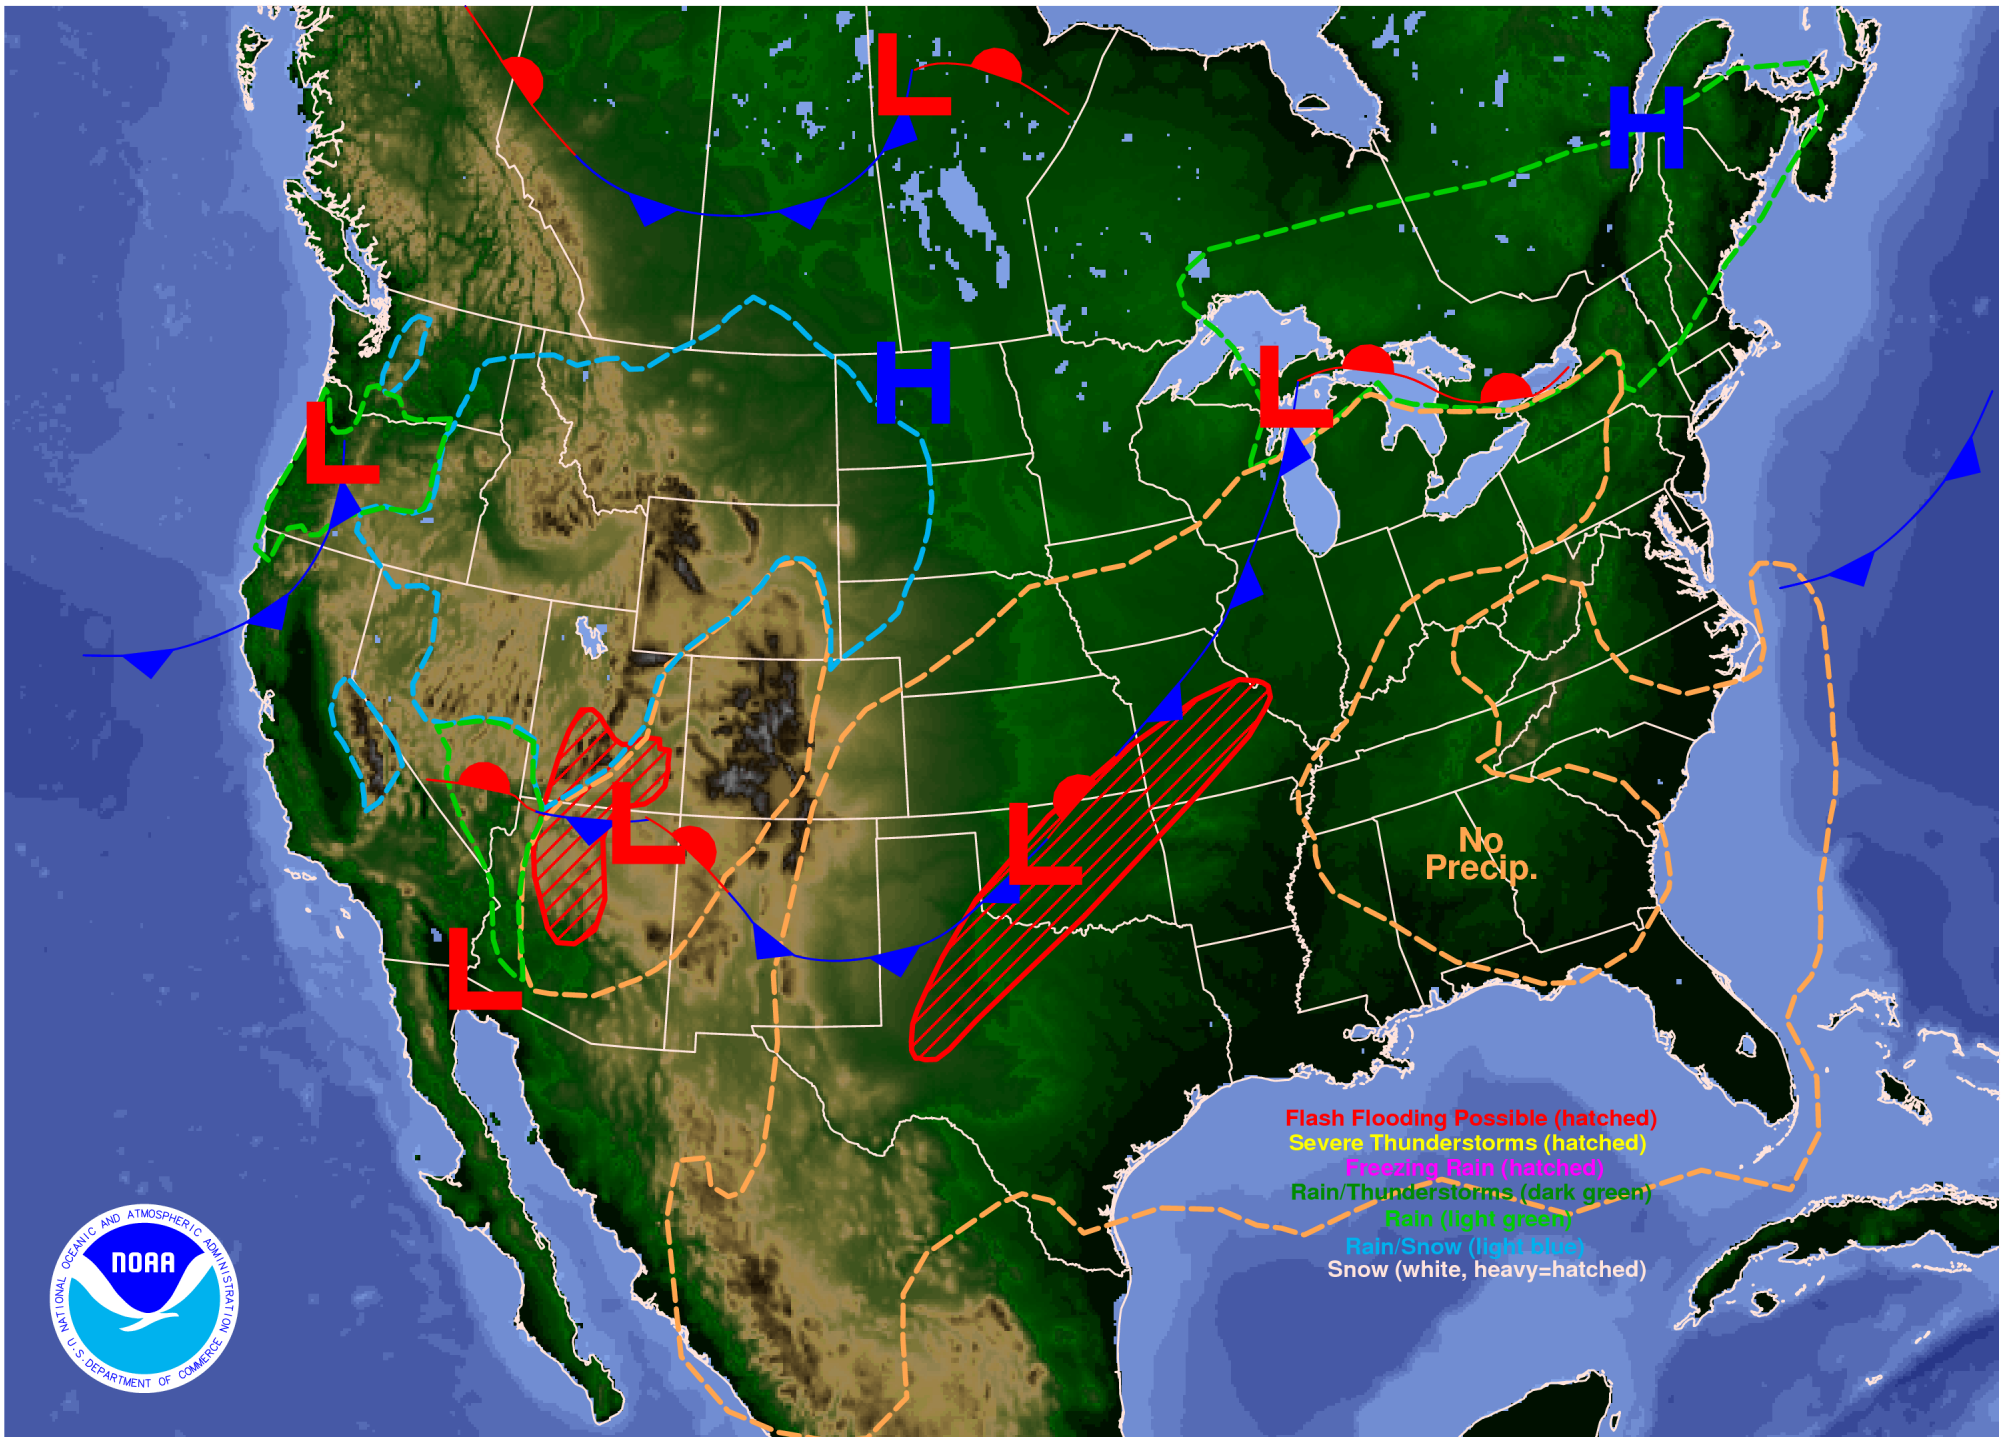 H
L
L
H
L
L
L
L
L
No
Precip.
Flash Flooding Possible (hatched)
Severe Thunderstorms (hatched)
Freezing Rain (hatched)
Rain/Thunderstorms (dark green)
Rain (light green)
Rain/Snow (light blue)
Snow (white, heavy=hatched)
NATIONAL OCEANIC AND ATMOSPHERIC ADMINISTRATION
NOAA
U.S. DEPARTMENT OF COMMERCE